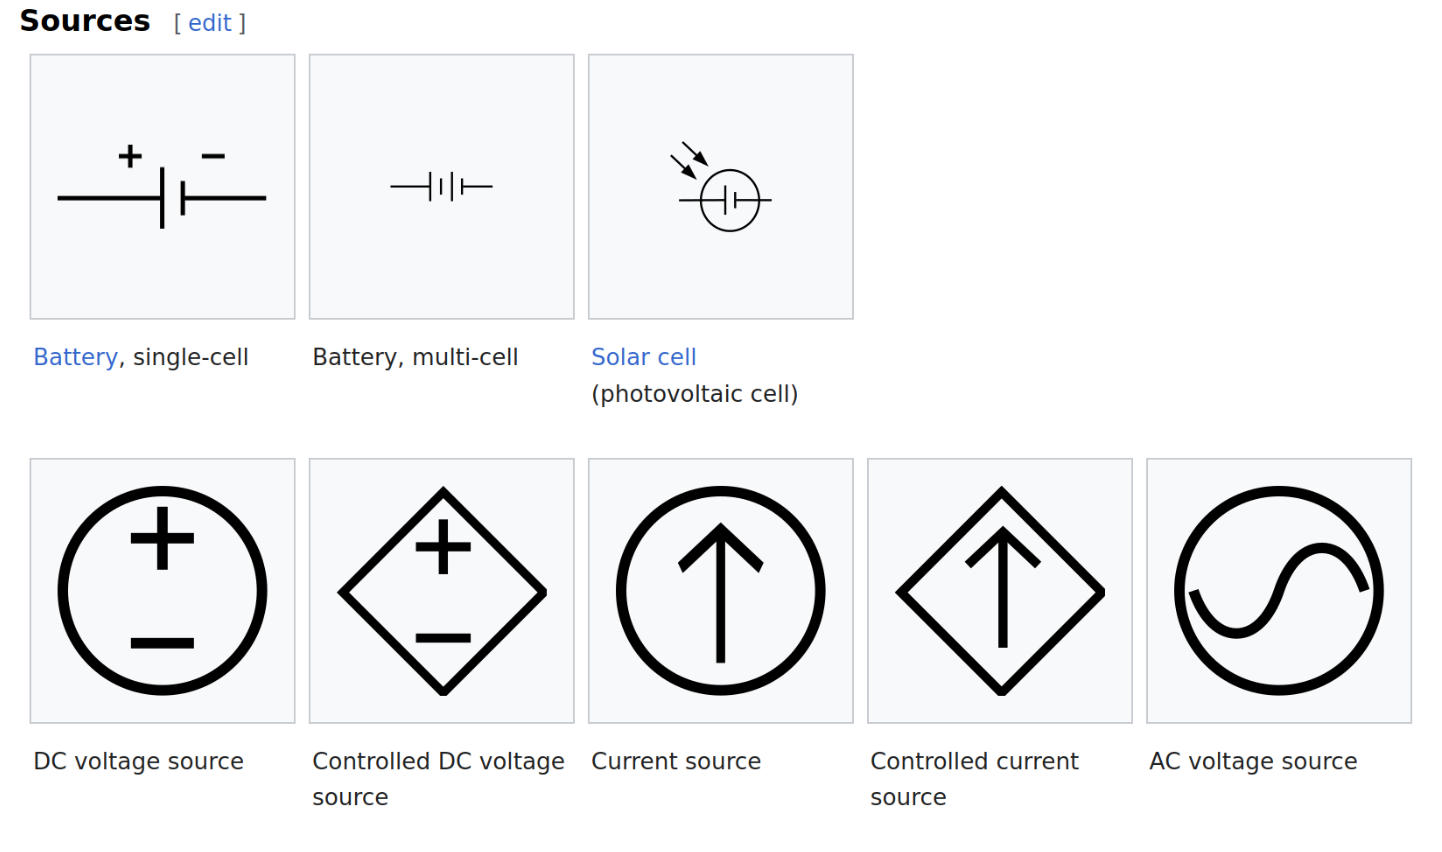 Sources [ edit ]
+ −
Battery, single-cell
Battery, multi-cell
Solar cell
(photovoltaic cell)
+
−
+
−
DC voltage source
Controlled DC voltage
source
Current source
Controlled current
source
AC voltage source